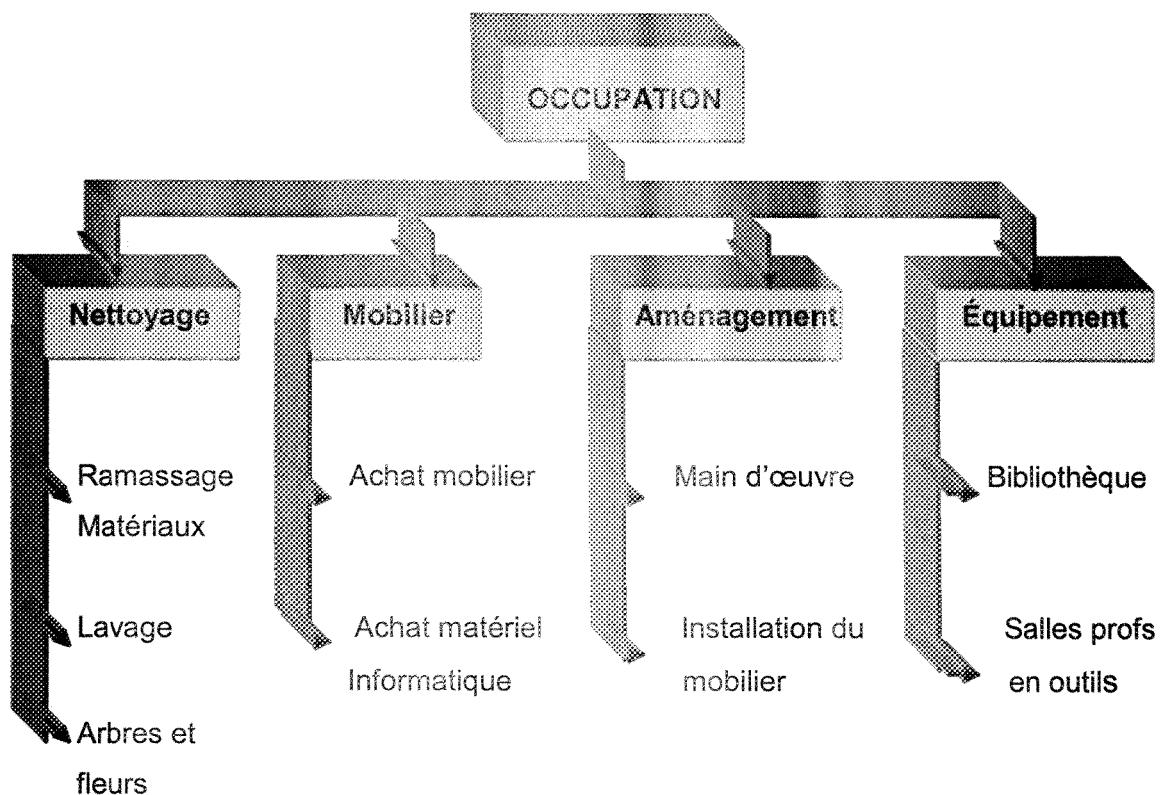 OCCUPATION
Nettoyage
Mobilier
Aménagement
Équipement
Ramassage
Matériaux
Lavage
Arbres et
fleurs
Achat mobilier
Achat matériel
Informatique
Main d'œuvre
Installation du
mobilier
Bibliothèque
Salles profs
en outils